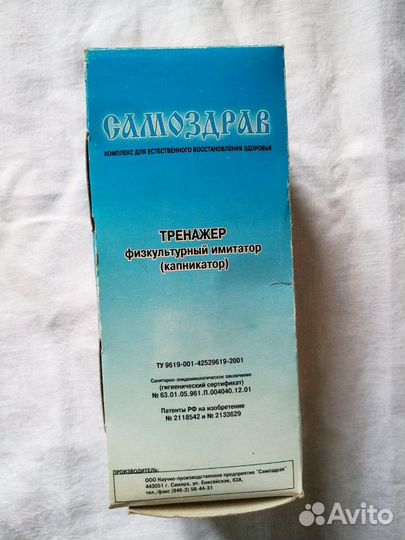 САМОЗДРАВ
КОМПЛЕКС ДЛЯ ЕСТЕСТВЕННОГО ВОССТАНОВЛЕНИЯ ЗДОРОВЬЯ
ТРЕНАЖЕР
физкультурный имитатор
(капникатор)
ТУ 9619-001-42529619-2001
Санитарно-эпидемиологическое заключение
(гигиенический сертификат)
№ 63.01.05.961.П.004040.12.01
Патенты РФ на изобретение
№ 2118542 и № 2133629
ПРОИЗВОДИТЕЛЬ:
ООО Научно-производственное предприятие "Самоздрав"
443051 г. Самара, ул. Енисейская, 62А,
тел./факс (846-2) 58-44-31
Avito